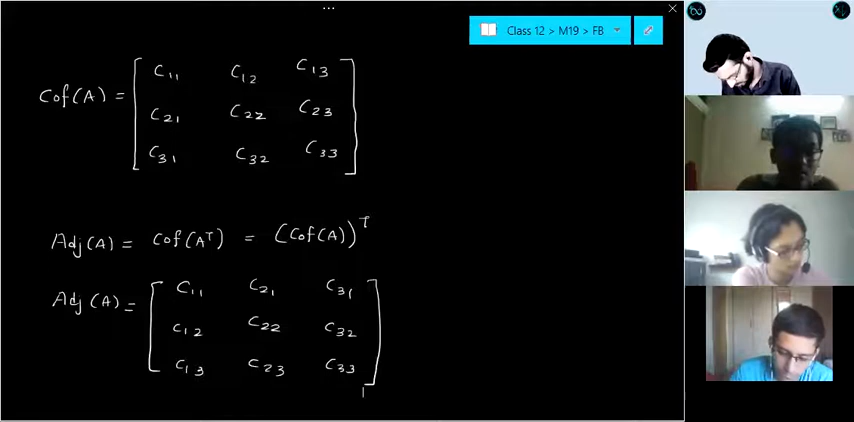 ...
Class 12 > M19 > FB
Cof(A) = [ C11 C12 C13
C21 C22 C23
C31 C32 C33 ]
Adj(A) = Cof(A^T) = (Cof(A))^T
Adj(A) = [ C11 C21 C31
C12 C22 C32
C13 C23 C33 ]